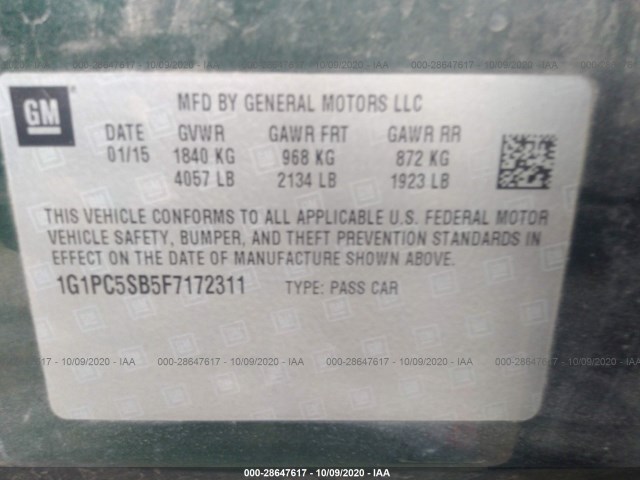 GM
MFD BY GENERAL MOTORS LLC
DATE GVWR GAWR FRT GAWR RR
01/15 1840 KG 968 KG 872 KG
4057 LB 2134 LB 1923 LB
THIS VEHICLE CONFORMS TO ALL APPLICABLE U.S. FEDERAL MOTOR
VEHICLE SAFETY, BUMPER, AND THEFT PREVENTION STANDARDS IN
EFFECT ON THE DATE OF MANUFACTURE SHOWN ABOVE.
1G1PC5SB5F7172311 TYPE: PASS CAR
000-28647617 - 10/09/2020 - IAA